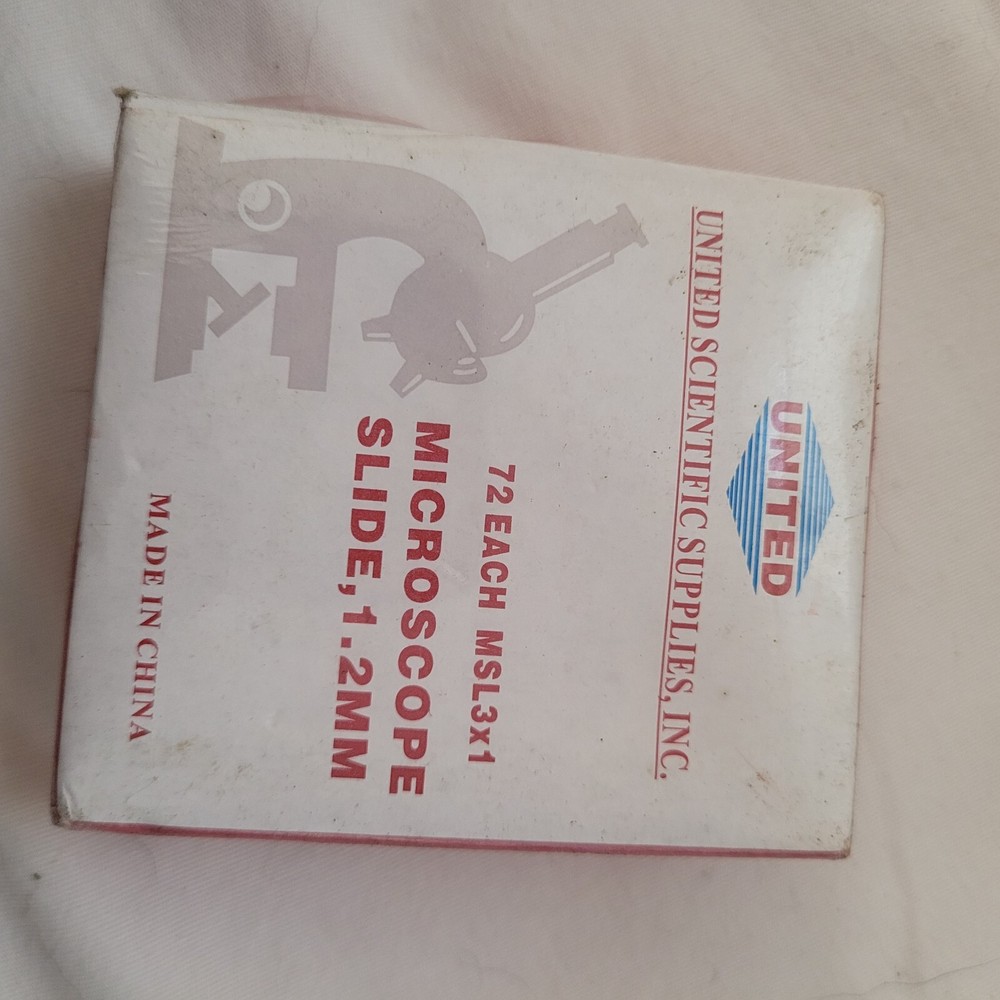 UNITED
UNITED SCIENTIFIC SUPPLIES, INC.
72 EACH MSL3x1
MICROSCOPE
SLIDE,1.2MM
MADE IN CHINA